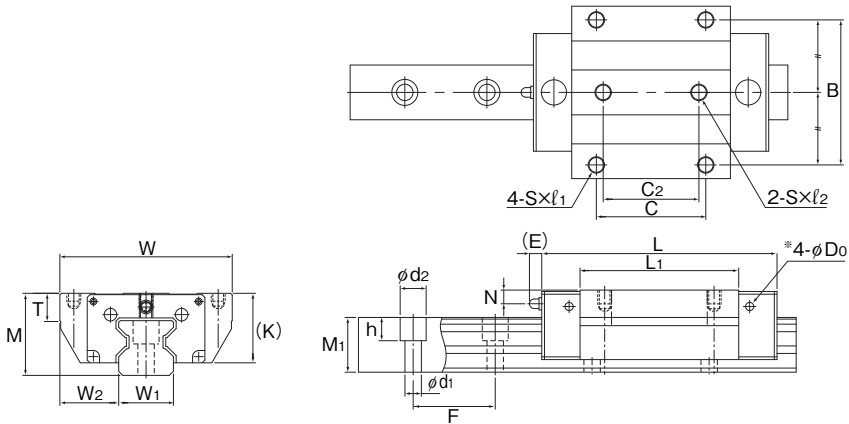 B
4-S×ℓ1
C2
C
2-S×ℓ2
W
T
M
(K)
W2
W1
(E)
L
L1
※4-φD0
φd2
N
h
M1
φd1
F